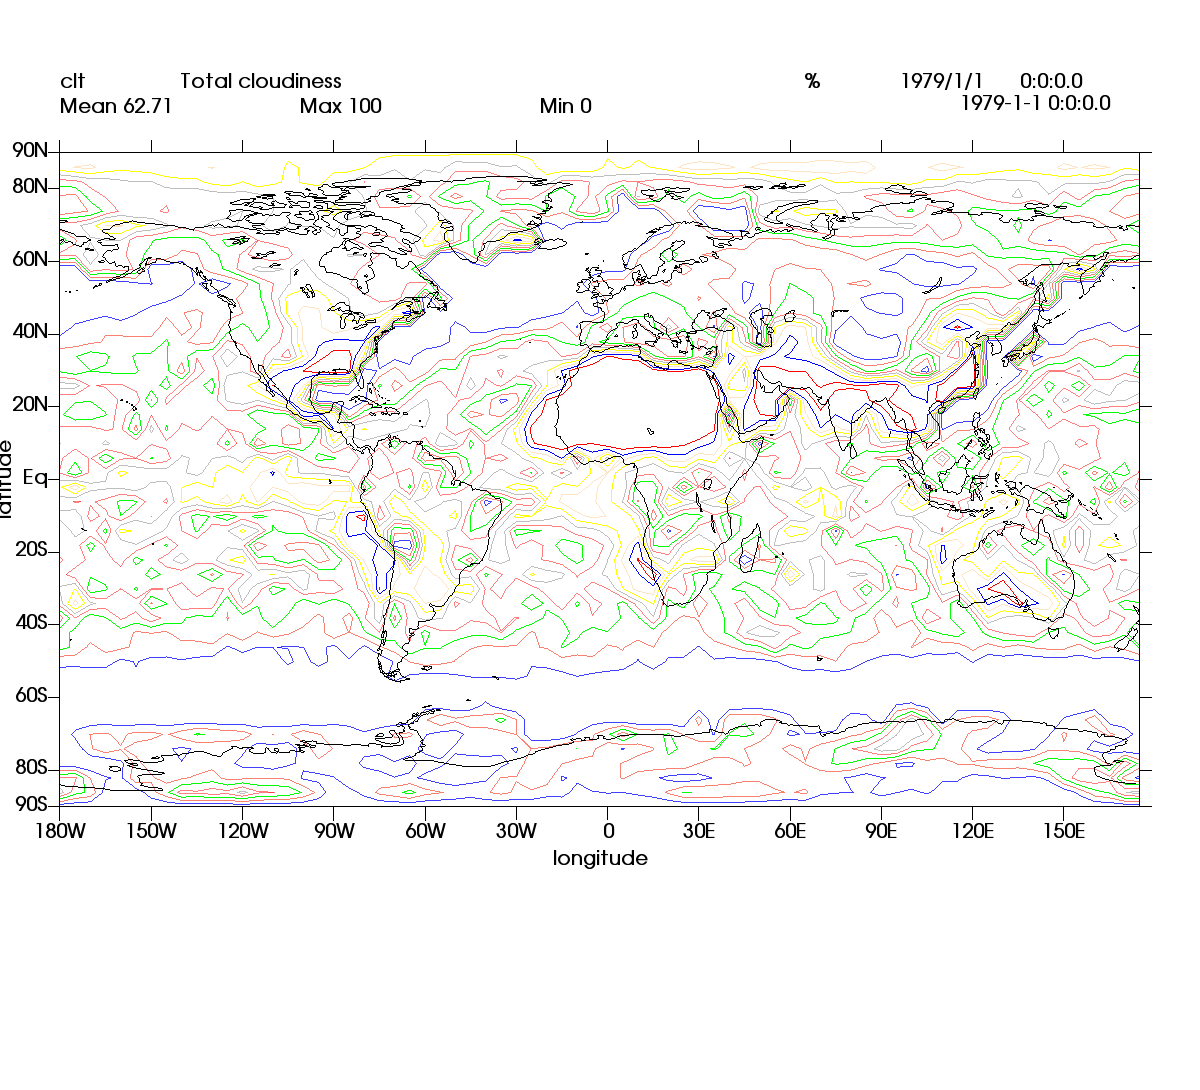 clt Total cloudiness % 1979/1/1 0:0:0.0
Mean 62.71 Max 100 Min 0 1979-1-1 0:0:0.0
90N
80N
60N
40N
20N
latitude
Eq
20S
40S
60S
80S
90S
180W 150W 120W 90W 60W 30W 0 30E 60E 90E 120E 150E
longitude